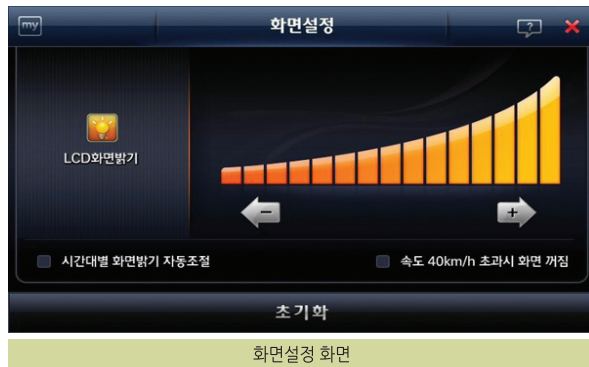 my
화면설정
?
LCD화면밝기
-
+
시간대별 화면밝기 자동조절
속도 40km/h 초과시 화면 꺼짐
초기화
화면설정 화면